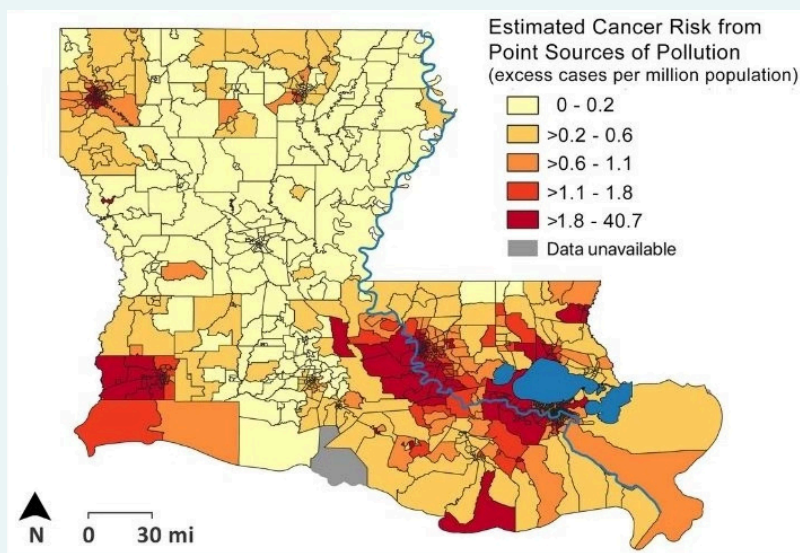 Estimated Cancer Risk from
Point Sources of Pollution
(excess cases per million population)
0 - 0.2
>0.2 - 0.6
>0.6 - 1.1
>1.1 - 1.8
>1.8 - 40.7
Data unavailable
N 0 30 mi